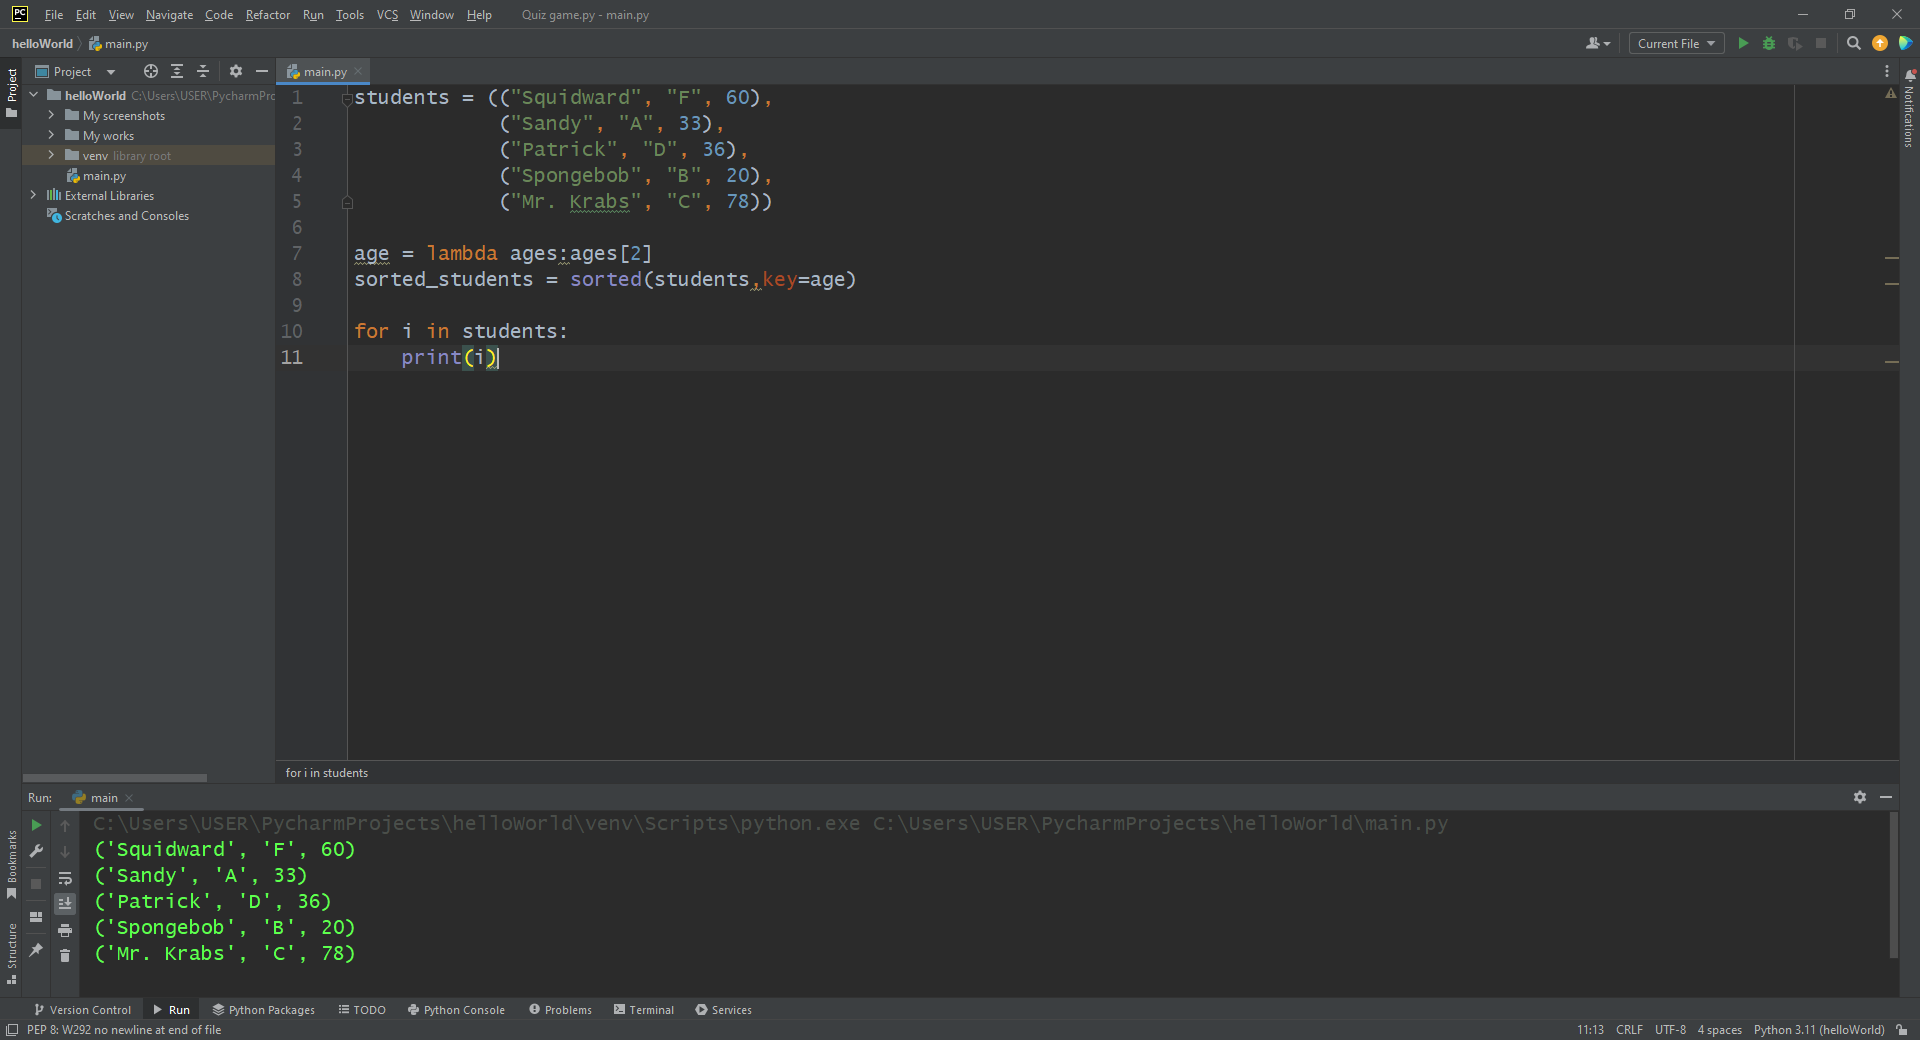 PC File Edit View Navigate Code Refactor Run Tools VCS Window Help Quiz game.py - main.py
helloWorld main.py Current File
Project main.py
Project
helloWorld C:\Users\USER\PycharmPro
My screenshots
My works
venv library root
main.py
External Libraries
Scratches and Consoles
Notifications
1 students = (("Squidward", "F", 60),
2 ("Sandy", "A", 33),
3 ("Patrick", "D", 36),
4 ("Spongebob", "B", 20),
5 ("Mr. Krabs", "C", 78))
6
7 age = lambda ages:ages[2]
8 sorted_students = sorted(students,key=age)
9
10 for i in students:
11 print(i)
for i in students
Run: main
Bookmarks
Structure
C:\Users\USER\PycharmProjects\helloWorld\venv\Scripts\python.exe C:\Users\USER\PycharmProjects\helloWorld\main.py
('Squidward', 'F', 60)
('Sandy', 'A', 33)
('Patrick', 'D', 36)
('Spongebob', 'B', 20)
('Mr. Krabs', 'C', 78)
Version Control Run Python Packages TODO Python Console Problems Terminal Services
PEP 8: W292 no newline at end of file 11:13 CRLF UTF-8 4 spaces Python 3.11 (helloWorld)